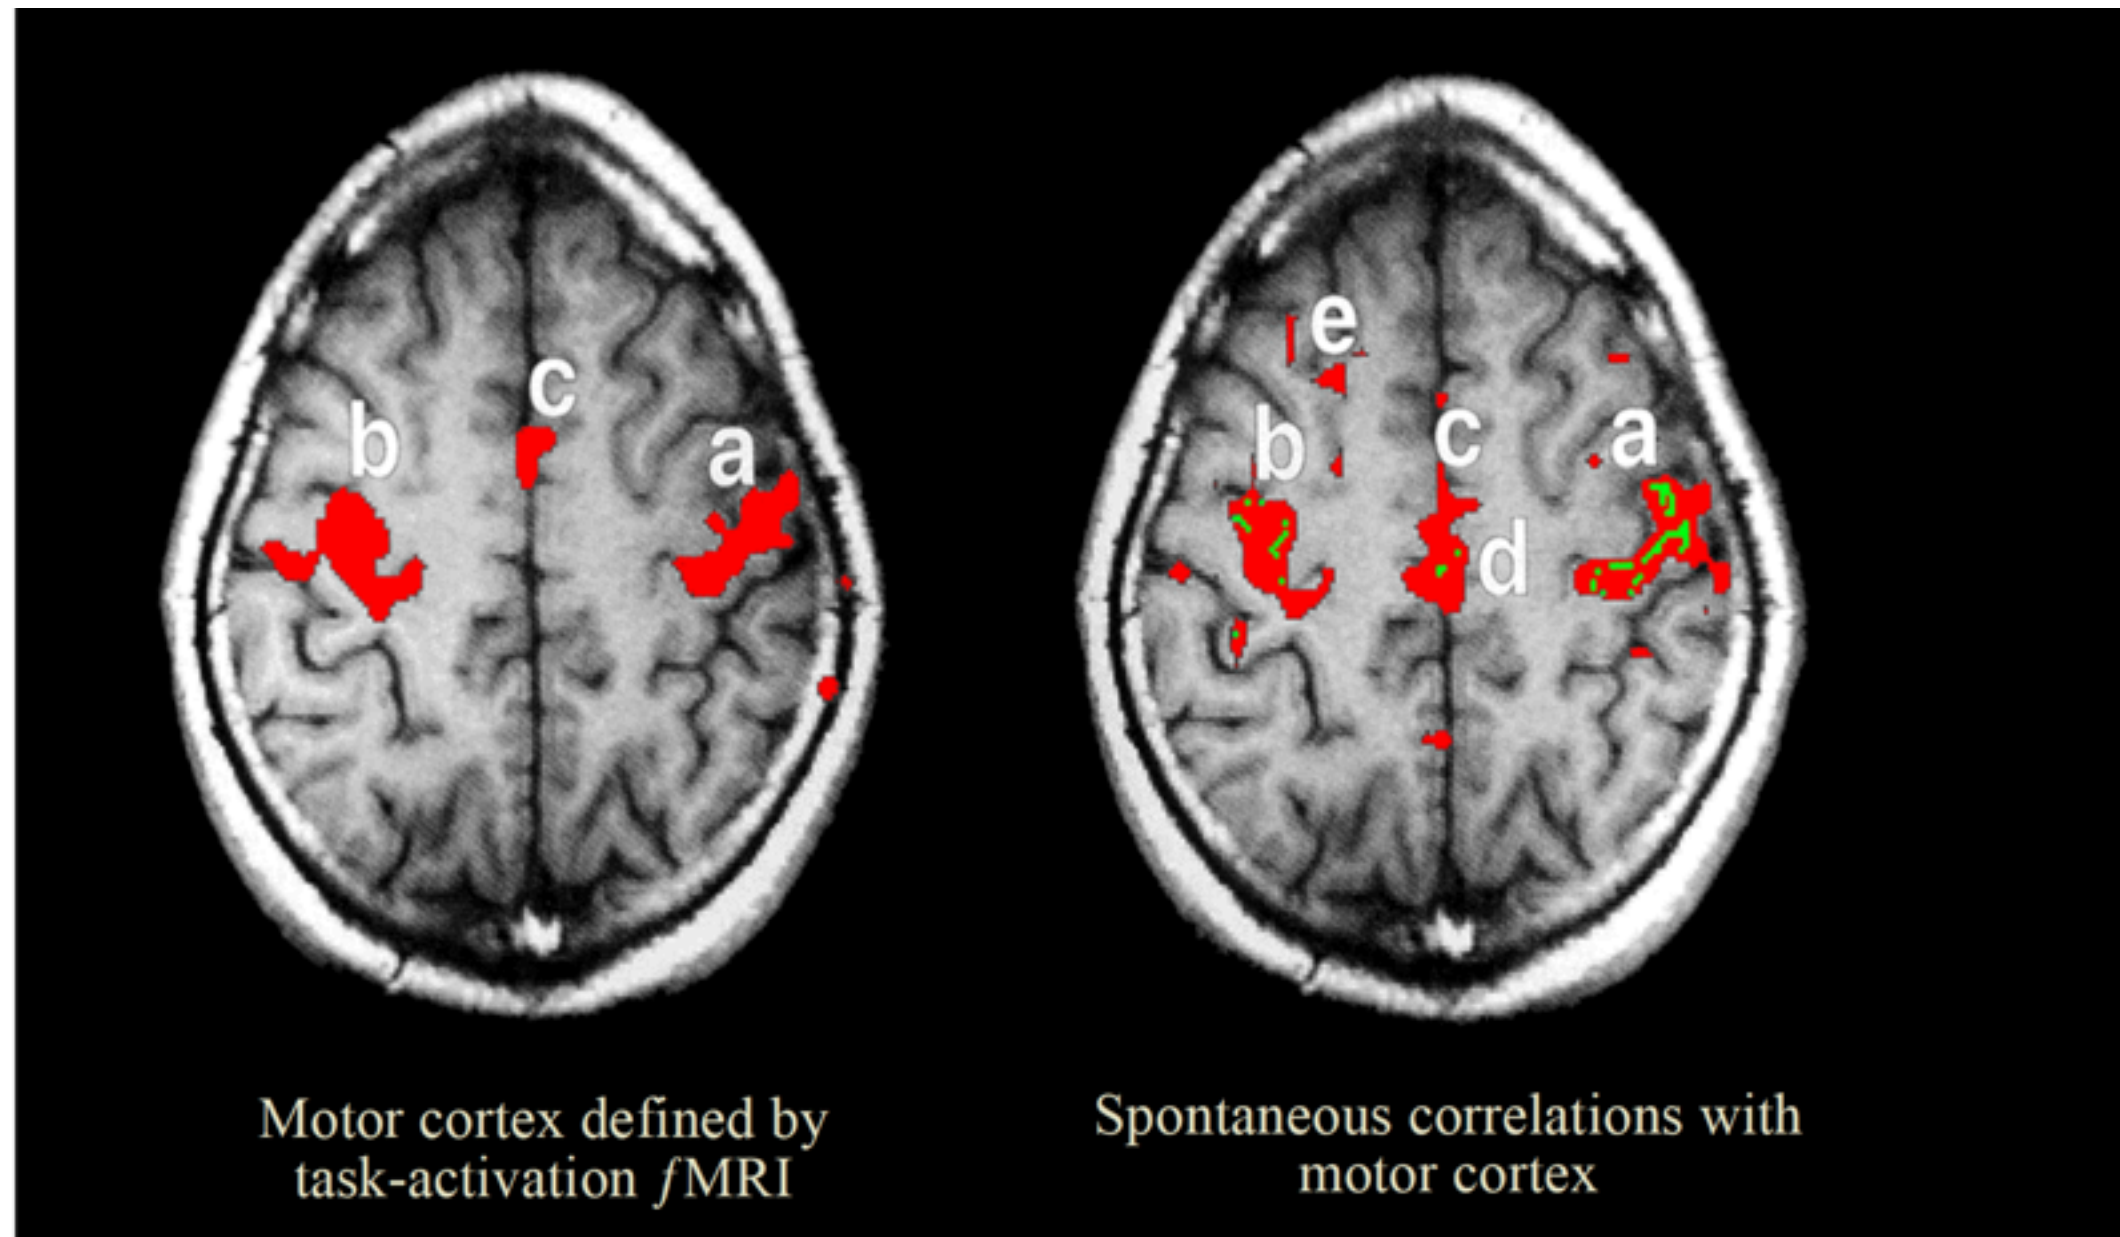 c
b
a
e
b
c
a
d
Motor cortex defined by
task-activation fMRI
Spontaneous correlations with
motor cortex